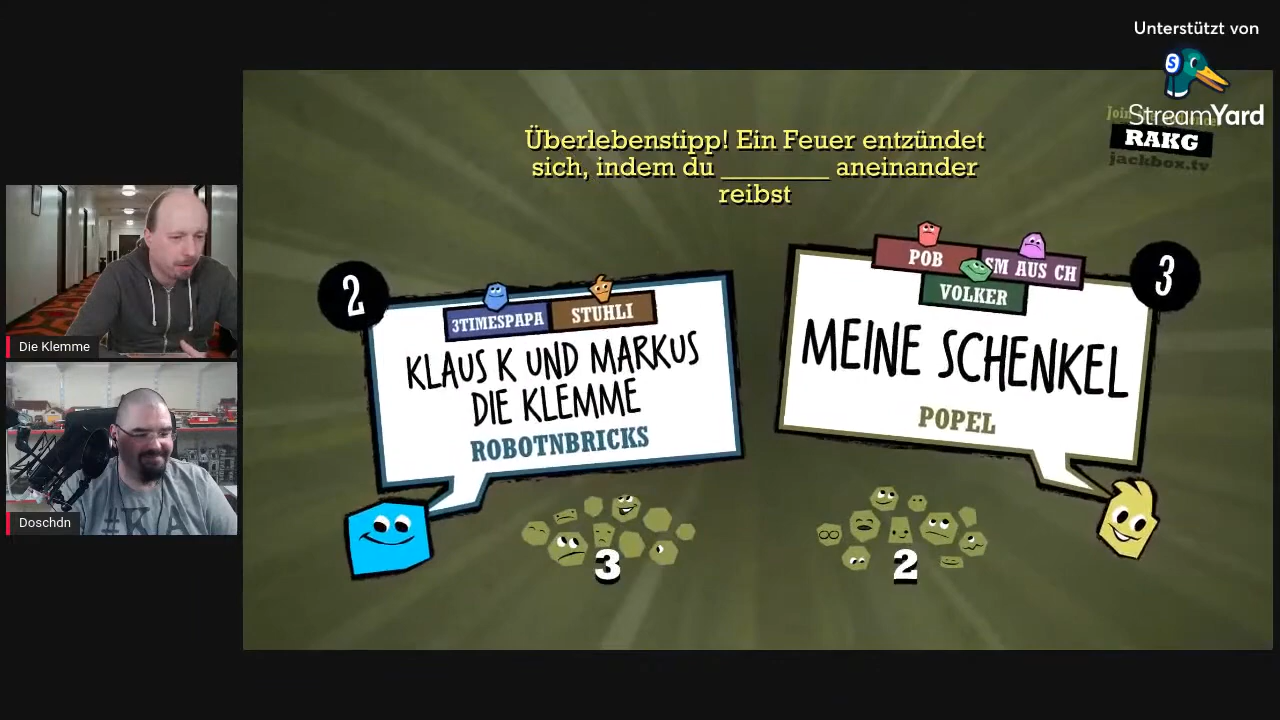 Unterstützt von
StreamYard
RAKG
jackbox.tv
Überlebenstipp! Ein Feuer entzündet
sich, indem du ________ aneinander
reibst
2
3TIMESPAPA
STUHLI
KLAUS K UND MARKUS
DIE KLEMME
ROBOTNBRICKS
3
3
POB
SM AUS CH
VOLKER
MEINE SCHENKEL
POPEL
2
Die Klemme
Doschdn